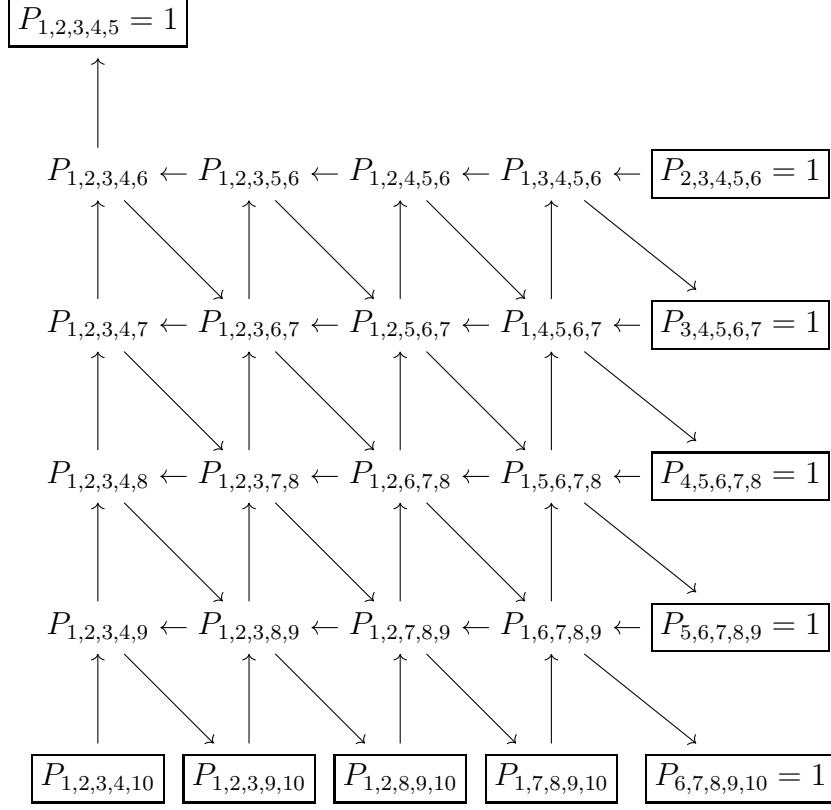 P_{1,2,3,4,5} = 1
P_{1,2,3,4,6} ← P_{1,2,3,5,6} ← P_{1,2,4,5,6} ← P_{1,3,4,5,6} ← P_{2,3,4,5,6} = 1
P_{1,2,3,4,7} ← P_{1,2,3,6,7} ← P_{1,2,5,6,7} ← P_{1,4,5,6,7} ← P_{3,4,5,6,7} = 1
P_{1,2,3,4,8} ← P_{1,2,3,7,8} ← P_{1,2,6,7,8} ← P_{1,5,6,7,8} ← P_{4,5,6,7,8} = 1
P_{1,2,3,4,9} ← P_{1,2,3,8,9} ← P_{1,2,7,8,9} ← P_{1,6,7,8,9} ← P_{5,6,7,8,9} = 1
P_{1,2,3,4,10} P_{1,2,3,9,10} P_{1,2,8,9,10} P_{1,7,8,9,10} P_{6,7,8,9,10} = 1